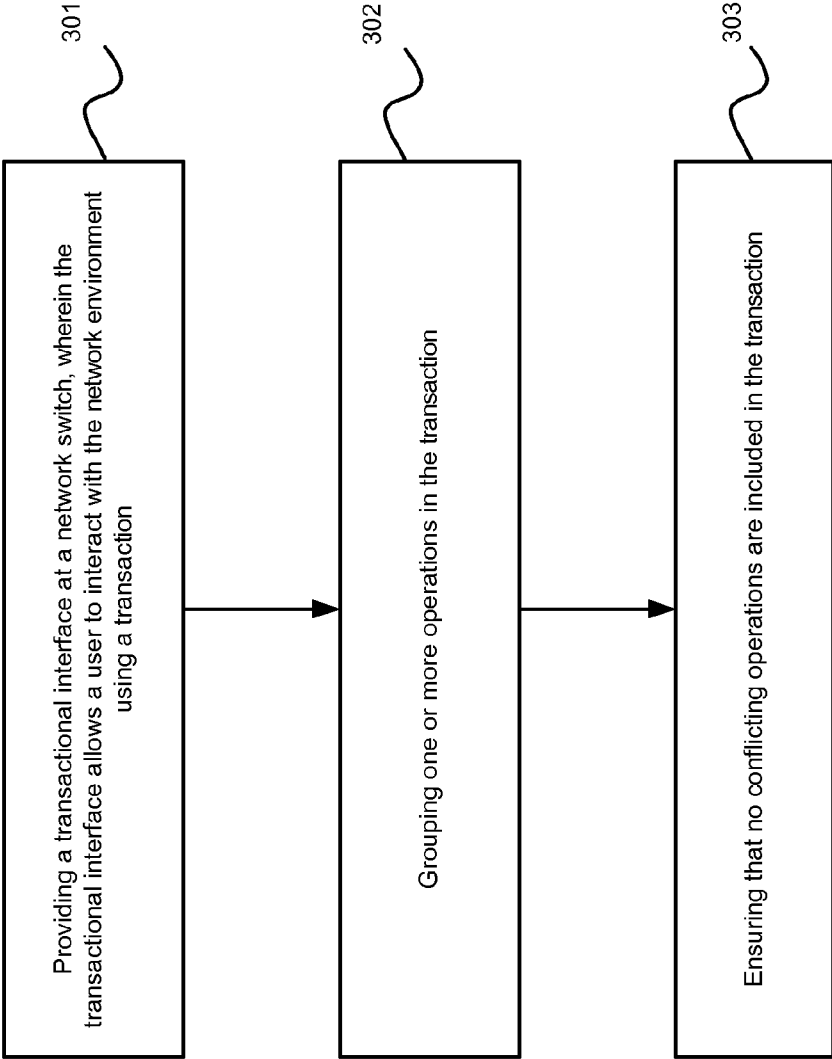 Providing a transactional interface at a network switch, wherein the
transactional interface allows a user to interact with the network environment
using a transaction
301
Grouping one or more operations in the transaction
302
Ensuring that no conflicting operations are included in the transaction
303